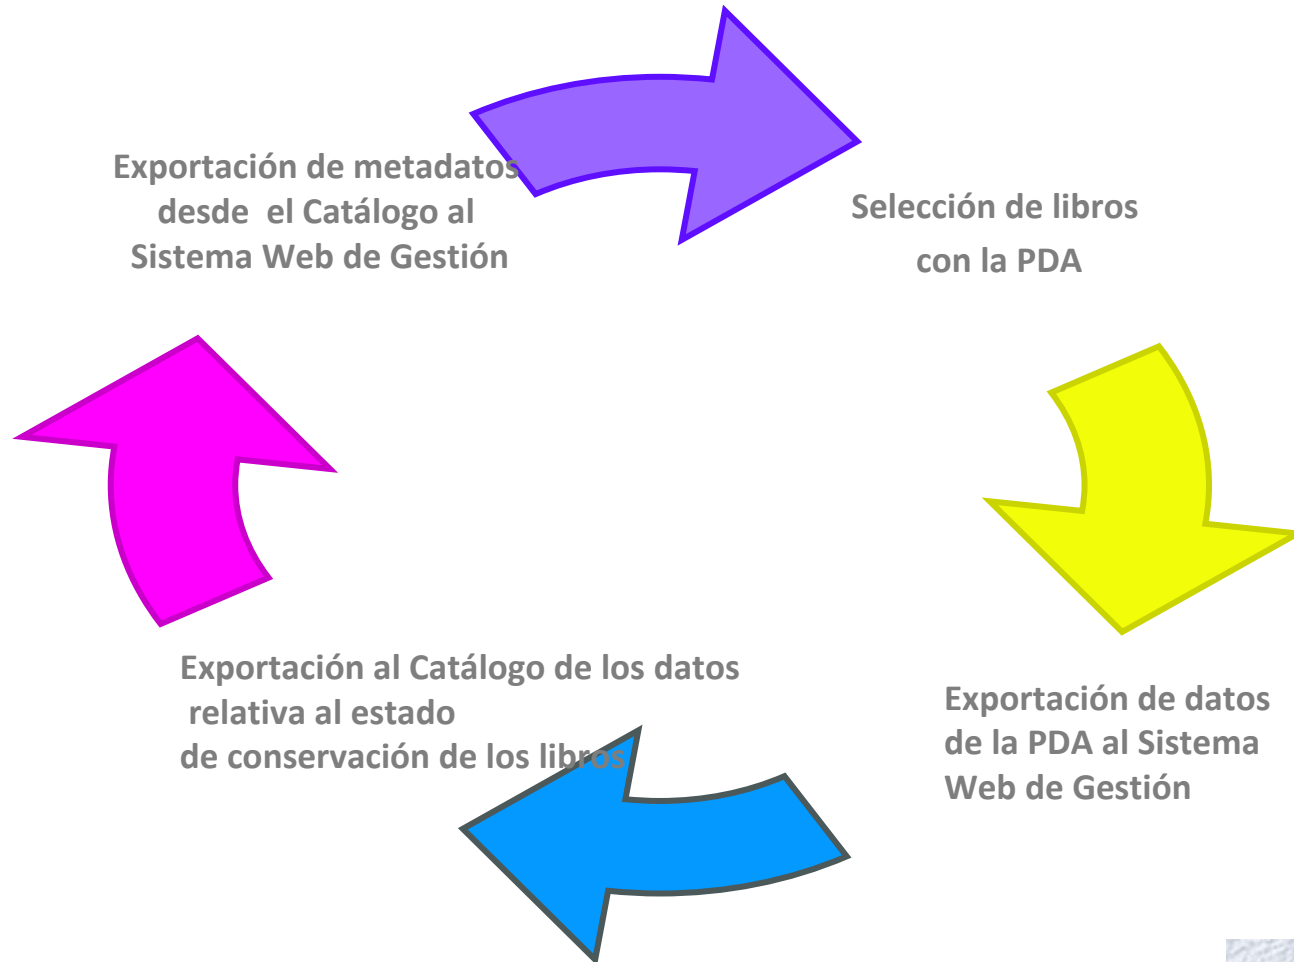 Exportación de metadatos
desde el Catálogo al
Sistema Web de Gestión
Selección de libros
con la PDA
Exportación al Catálogo de los datos
relativa al estado
de conservación de los libros
Exportación de datos
de la PDA al Sistema
Web de Gestión